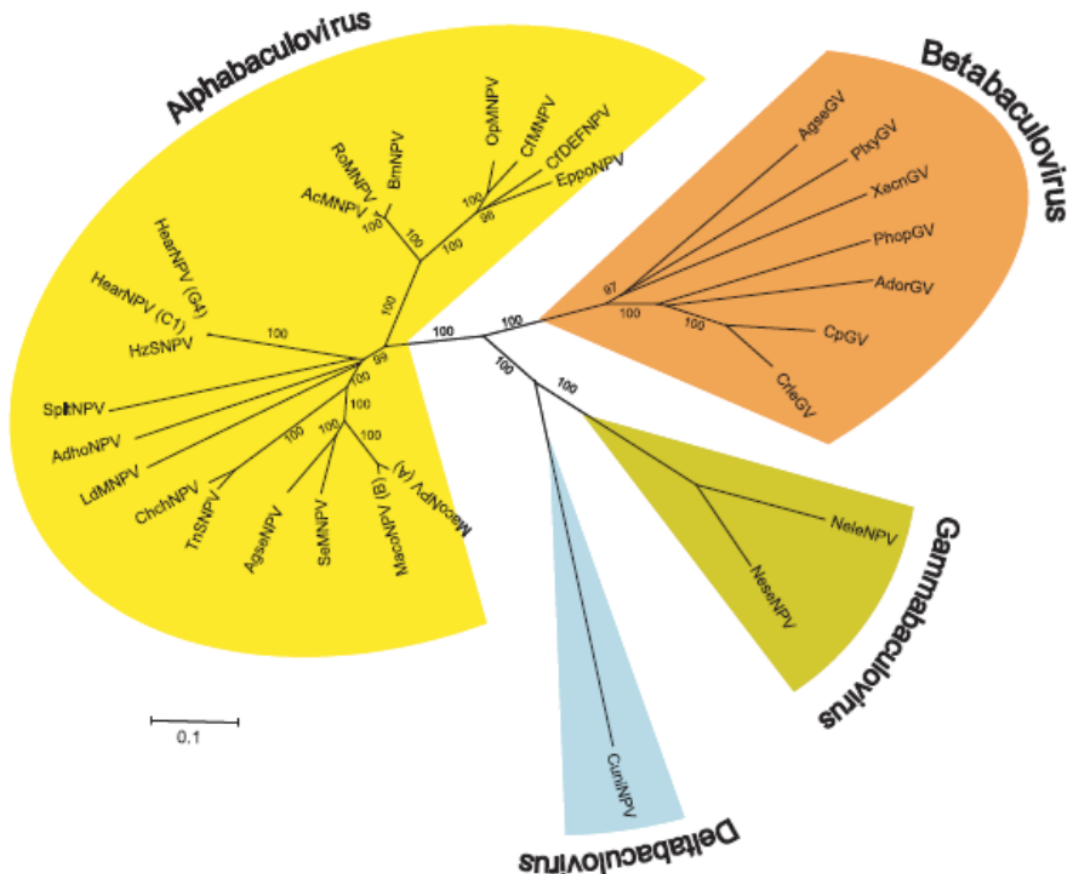 Alphabaculovirus
Betabaculovirus
OpMNPV
CfMNPV
CfDEFNPV
EppoNPV
BmNPV
RoMNPV
AcMNPV
100
100
100
96
100
100
HearNPV (G4)
HearNPV (C1)
HzSNPV
100
SpltNPV
AdhoNPV
LdMNPV
ChchNPV
TnSNPV
AgseNPV
SeMNPV
MacoNPV (B)
MacoNPV (A)
99
100
100
100
100
100
100
100
AgseGV
PlxyGV
XecnGV
PhopGV
AdorGV
CpGV
CrleGV
97
100
100
100
100
NeleNPV
NeseNPV
Gammabaculovirus
CuniNPV
Deltabaculovirus
0.1